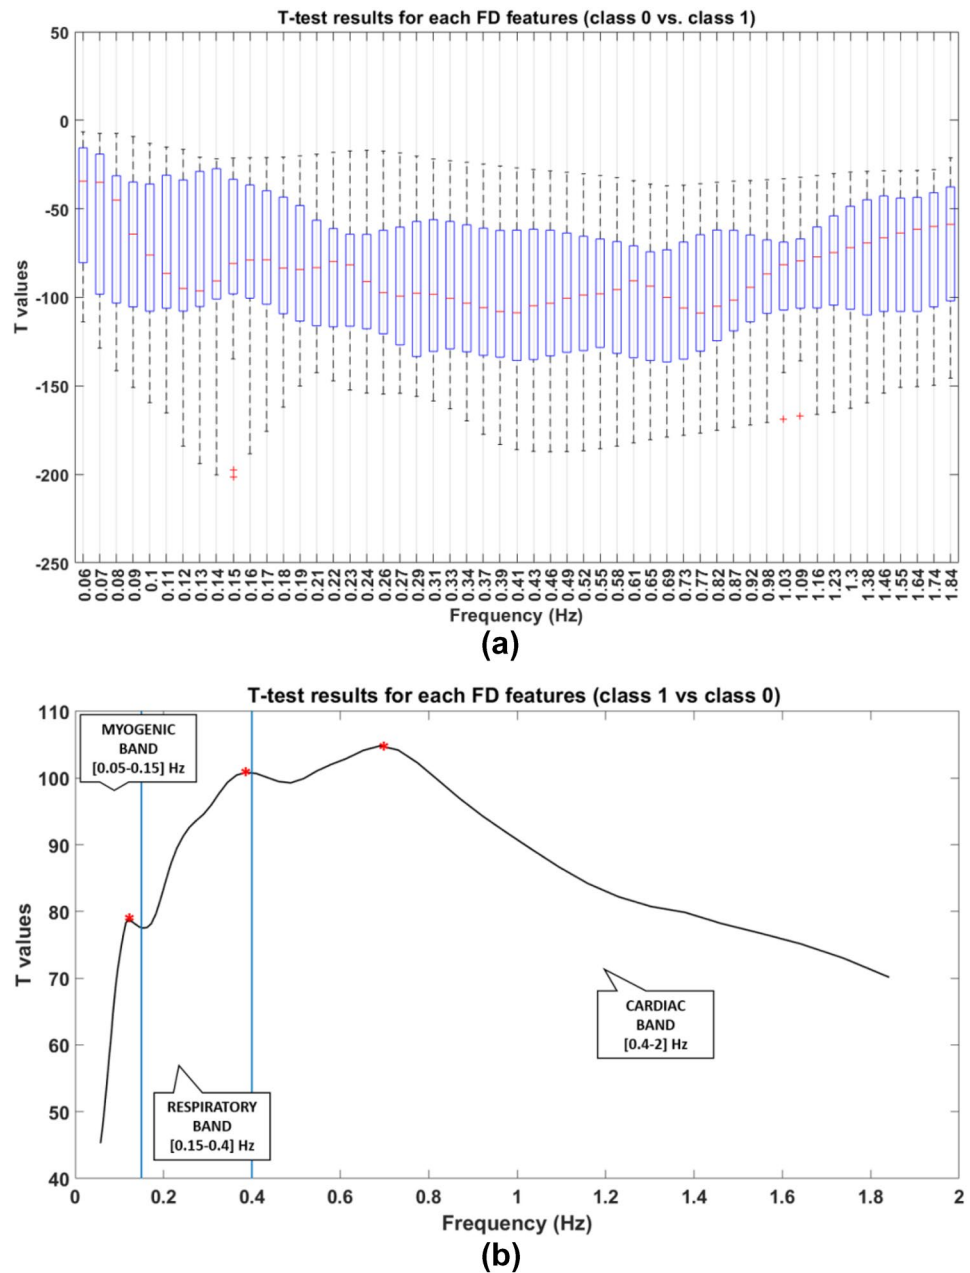 T-test results for each FD features (class 0 vs. class 1)
50
0
-50
-100
-150
-200
-250
T values
0.06 0.07 0.08 0.09 0.1 0.11 0.12 0.13 0.14 0.15 0.16 0.17 0.18 0.19 0.21 0.22 0.23 0.24 0.26 0.27 0.29 0.31 0.33 0.34 0.37 0.39 0.41 0.43 0.46 0.49 0.52 0.55 0.58 0.61 0.65 0.69 0.73 0.77 0.82 0.87 0.92 0.98 1.03 1.09 1.16 1.23 1.3 1.38 1.46 1.55 1.64 1.74 1.84
Frequency (Hz)
(a)
T-test results for each FD features (class 1 vs class 0)
110
100
90
80
70
60
50
40
T values
MYOGENIC
BAND
[0.05-0.15] Hz
CARDIAC
BAND
[0.4-2] Hz
RESPIRATORY
BAND
[0.15-0.4] Hz
0 0.2 0.4 0.6 0.8 1 1.2 1.4 1.6 1.8 2
Frequency (Hz)
(b)